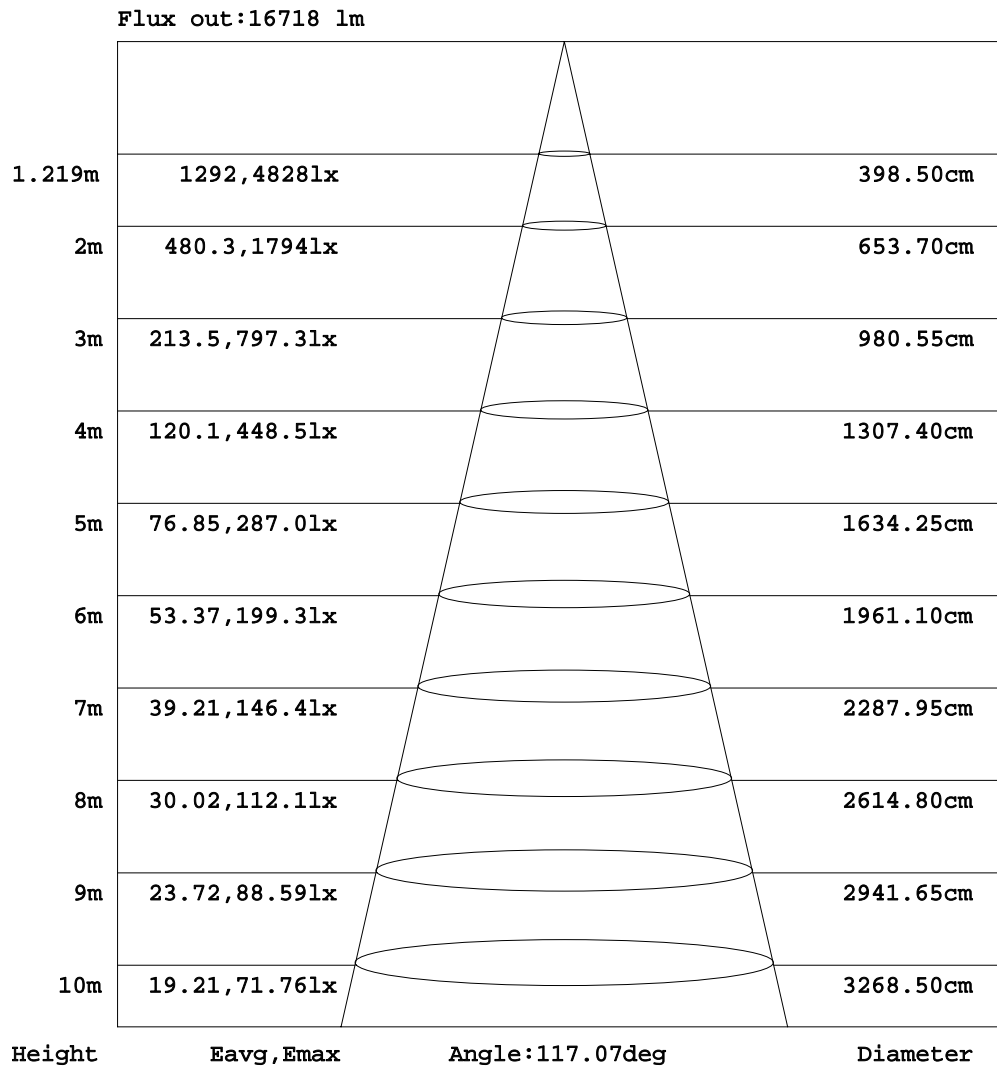 Flux out:16718 lm
1.219m 1292,4828lx 398.50cm
2m 480.3,1794lx 653.70cm
3m 213.5,797.3lx 980.55cm
4m 120.1,448.5lx 1307.40cm
5m 76.85,287.0lx 1634.25cm
6m 53.37,199.3lx 1961.10cm
7m 39.21,146.4lx 2287.95cm
8m 30.02,112.1lx 2614.80cm
9m 23.72,88.59lx 2941.65cm
10m 19.21,71.76lx 3268.50cm
Height Eavg,Emax Angle:117.07deg Diameter